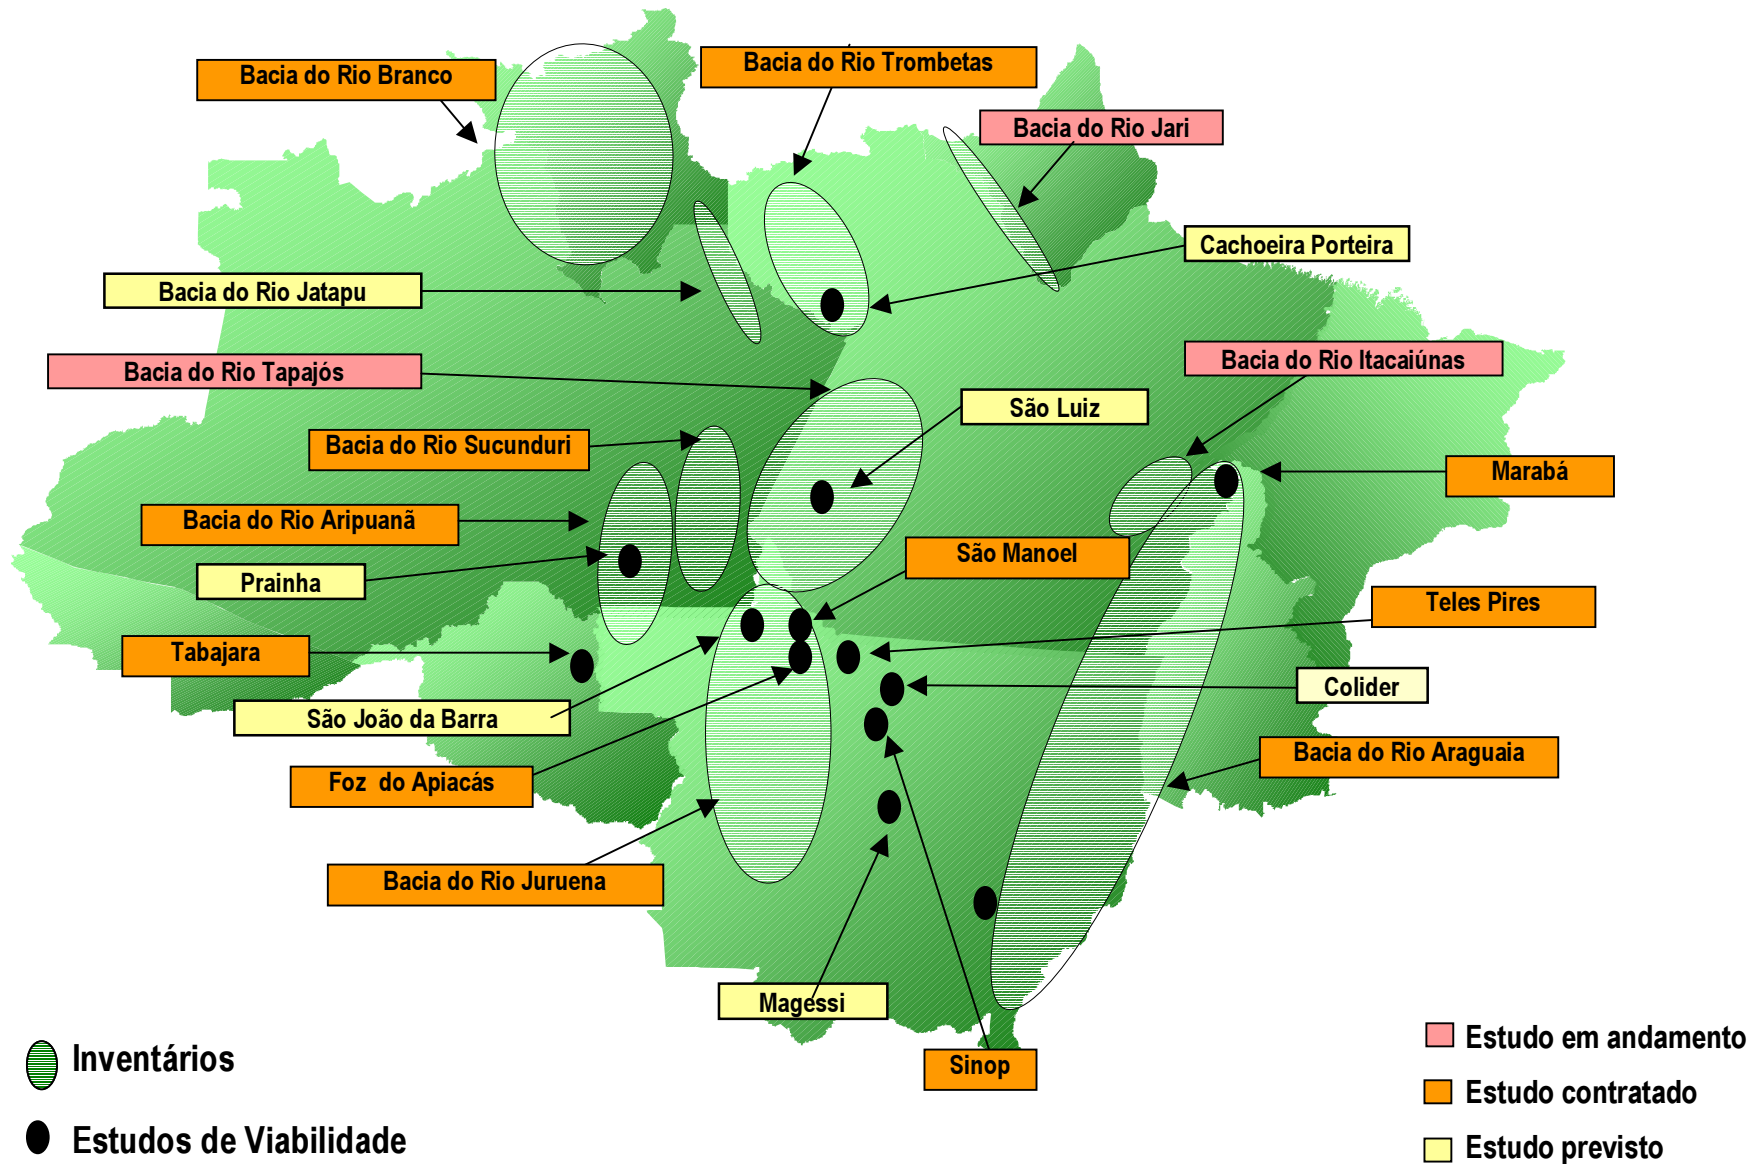 Bacia do Rio Branco
Bacia do Rio Trombetas
Bacia do Rio Jari
Cachoeira Porteira
Bacia do Rio Jatapu
Bacia do Rio Tapajós
Bacia do Rio Itacaiúnas
São Luiz
Bacia do Rio Sucunduri
Marabá
Bacia do Rio Aripuanã
São Manoel
Prainha
Teles Pires
Tabajara
Colider
São João da Barra
Bacia do Rio Araguaia
Foz do Apiacás
Bacia do Rio Juruena
Magessi
Sinop
Inventários
Estudos de Viabilidade
Estudo em andamento
Estudo contratado
Estudo previsto